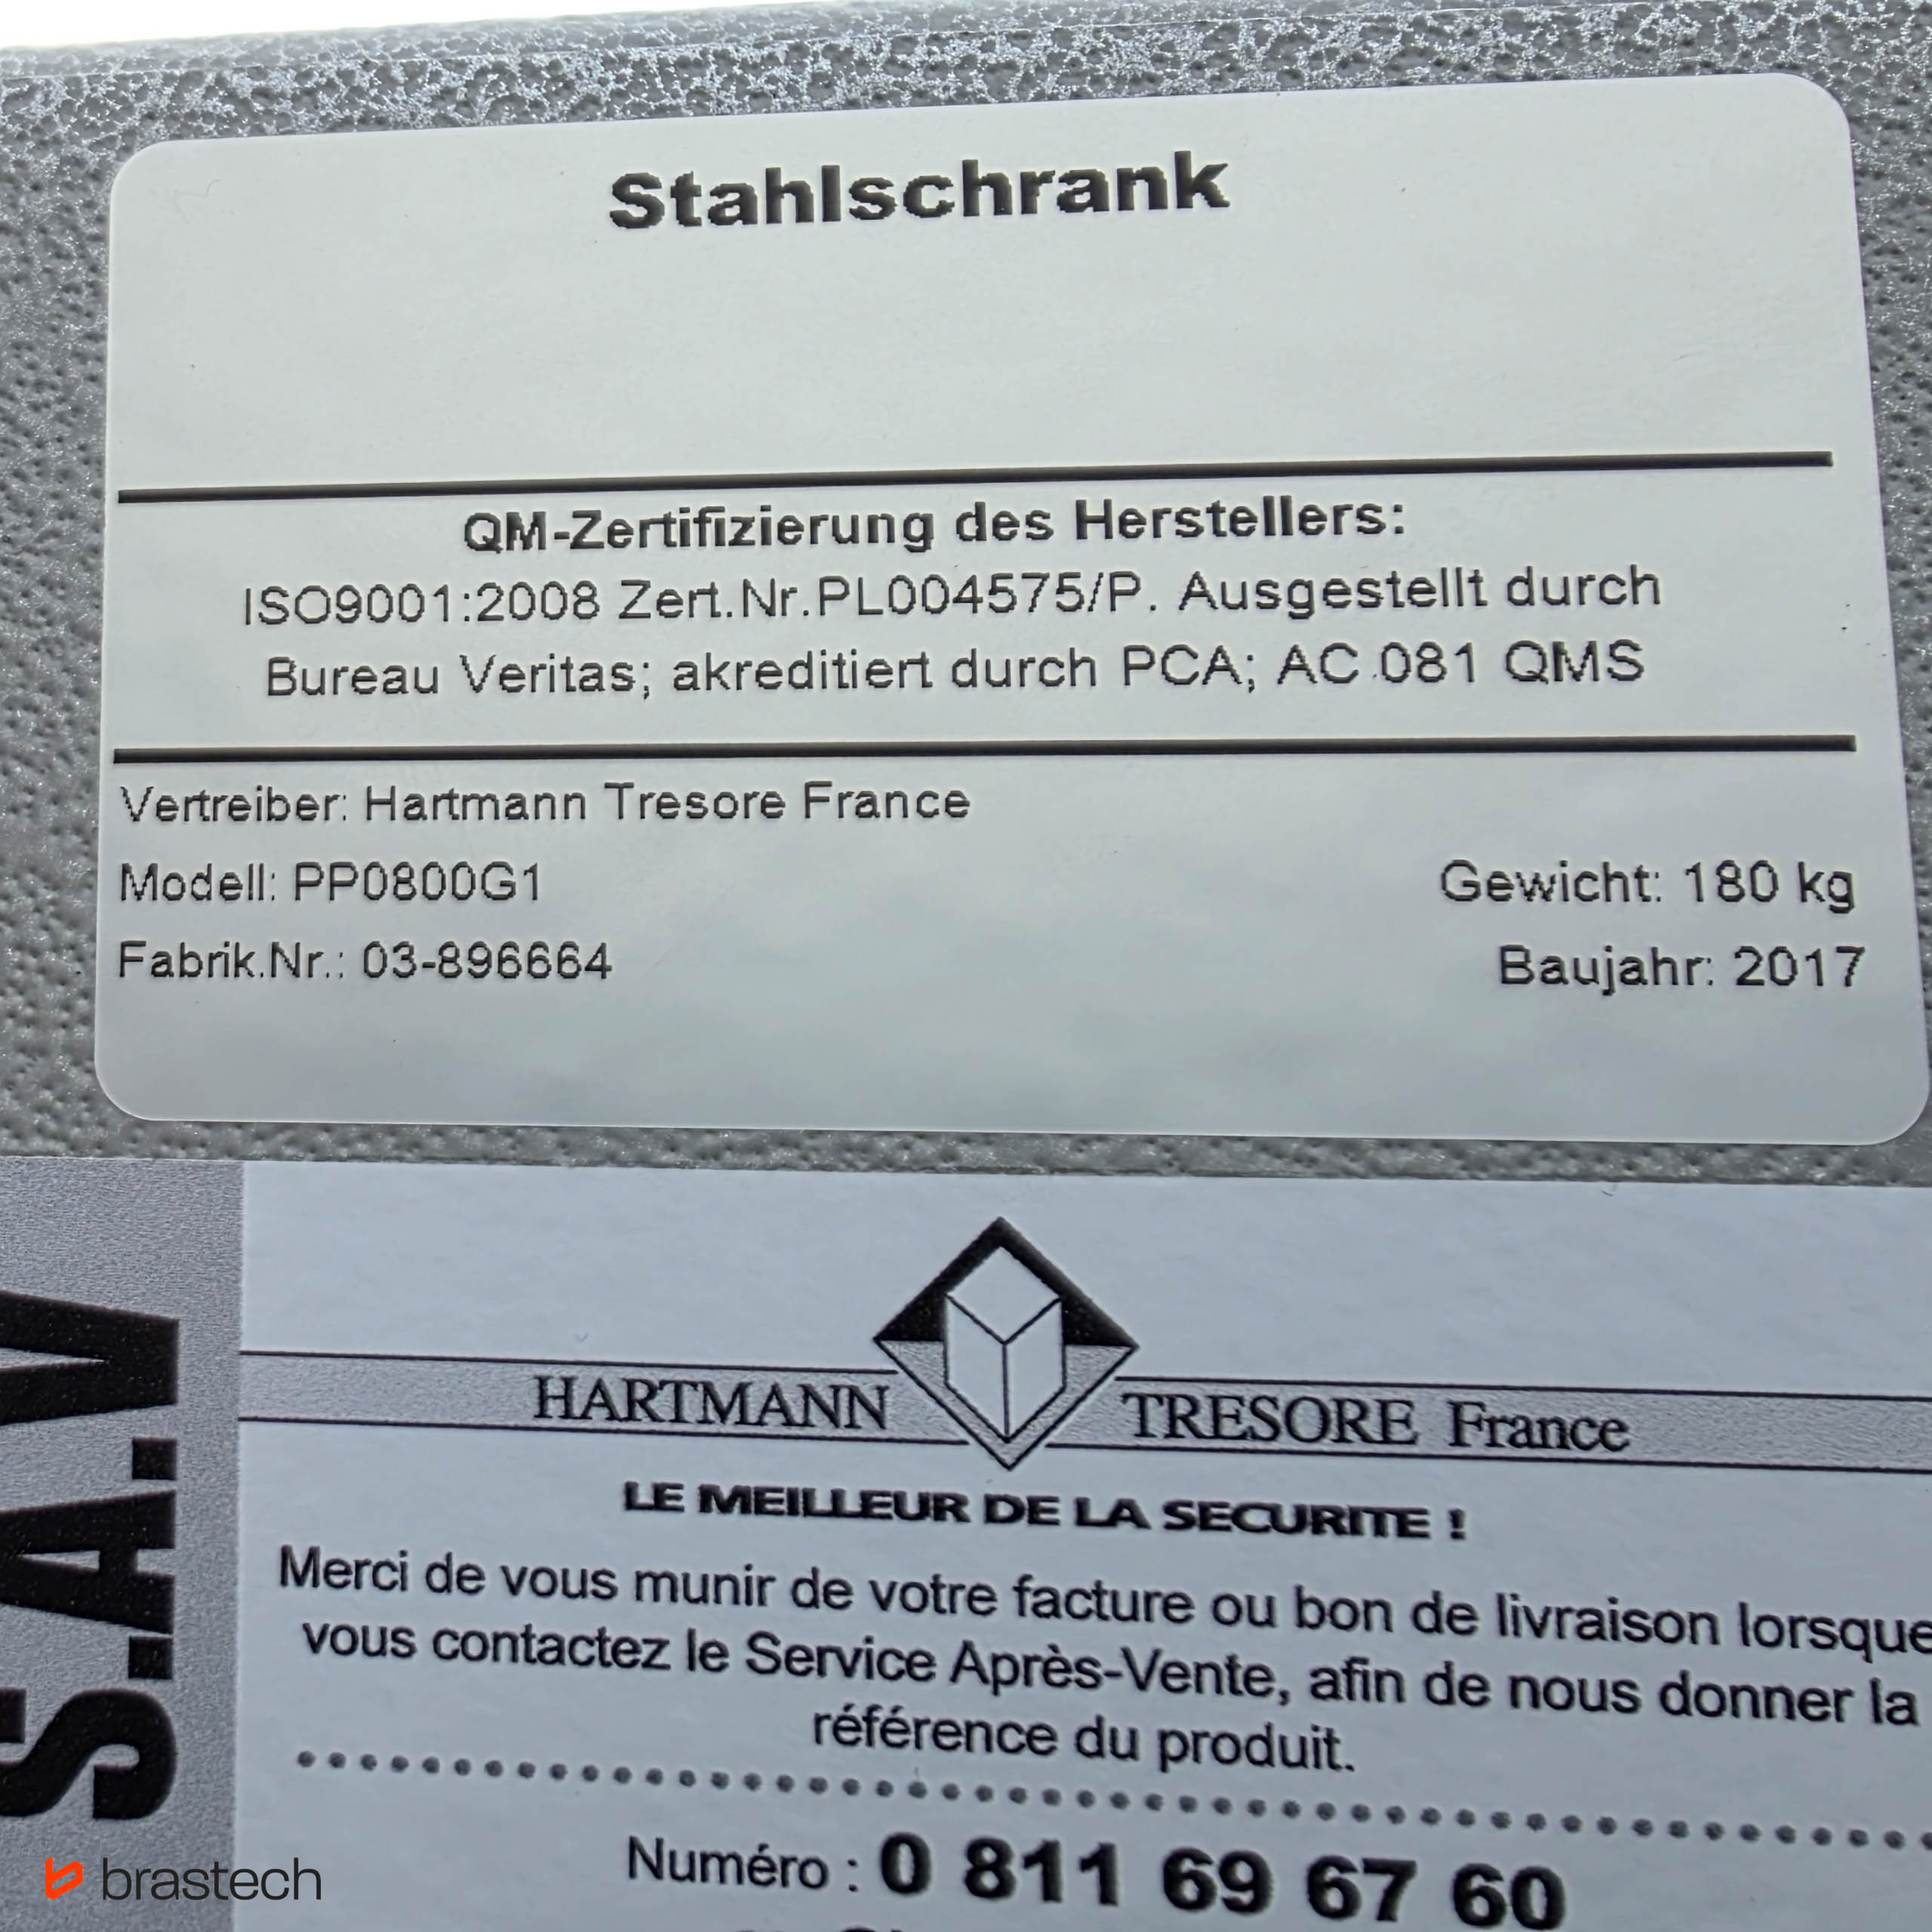 Stahlschrank
QM-Zertifizierung des Herstellers:
ISO9001:2008 Zert.Nr.PL004575/P. Ausgestellt durch
Bureau Veritas; akreditiert durch PCA; AC 081 QMS
Vertreiber: Hartmann Tresore France
Modell: PP0800G1
Gewicht: 180 kg
Fabrik.Nr.: 03-896664
Baujahr: 2017
S.A.V
HARTMANN TRESORE France
LE MEILLEUR DE LA SECURITE !
Merci de vous munir de votre facture ou bon de livraison lorsque
vous contactez le Service Après-Vente, afin de nous donner la
référence du produit.
Numéro : 0 811 69 67 60
brastech